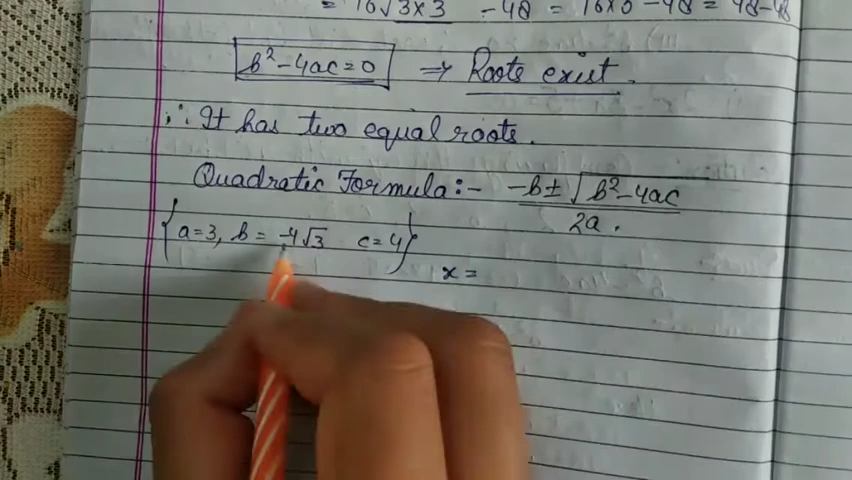 = 16√3×3 - 48 = 16×3 - 48 = 48-48
b²-4ac=0 ⇒ Roots exist.
∴ It has two equal roots.
Quadratic Formula:- -b±√b²-4ac / 2a.
{a=3, b= -4√3 c=4}
x=